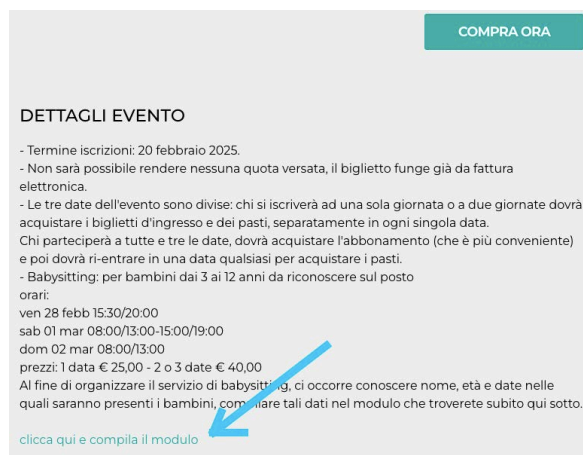 COMPRA ORA
DETTAGLI EVENTO
- Termine iscrizioni: 20 febbraio 2025.
- Non sarà possibile rendere nessuna quota versata, il biglietto funge già da fattura
elettronica.
- Le tre date dell'evento sono divise: chi si iscriverà ad una sola giornata o a due giornate dovrà
acquistare i biglietti d'ingresso e dei pasti, separatamente in ogni singola data.
Chi parteciperà a tutte e tre le date, dovrà acquistare l'abbonamento (che è più conveniente)
e poi dovrà ri-entrare in una data qualsiasi per acquistare i pasti.
- Babysitting: per bambini dai 3 ai 12 anni da riconoscere sul posto
orari:
ven 28 febb 15:30/20:00
sab 01 mar 08:00/13:00-15:00/19:00
dom 02 mar 08:00/13:00
prezzi: 1 data € 25,00 - 2 o 3 date € 40,00
Al fine di organizzare il servizio di babysitting, ci occorre conoscere nome, età e date nelle
quali saranno presenti i bambini, compilare tali dati nel modulo che troverete subito qui sotto.
clicca qui e compila il modulo